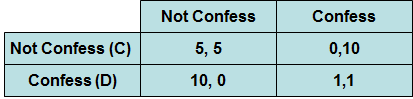 Not Confess Confess
Not Confess (C) 5, 5 0,10
Confess (D) 10, 0 1,1